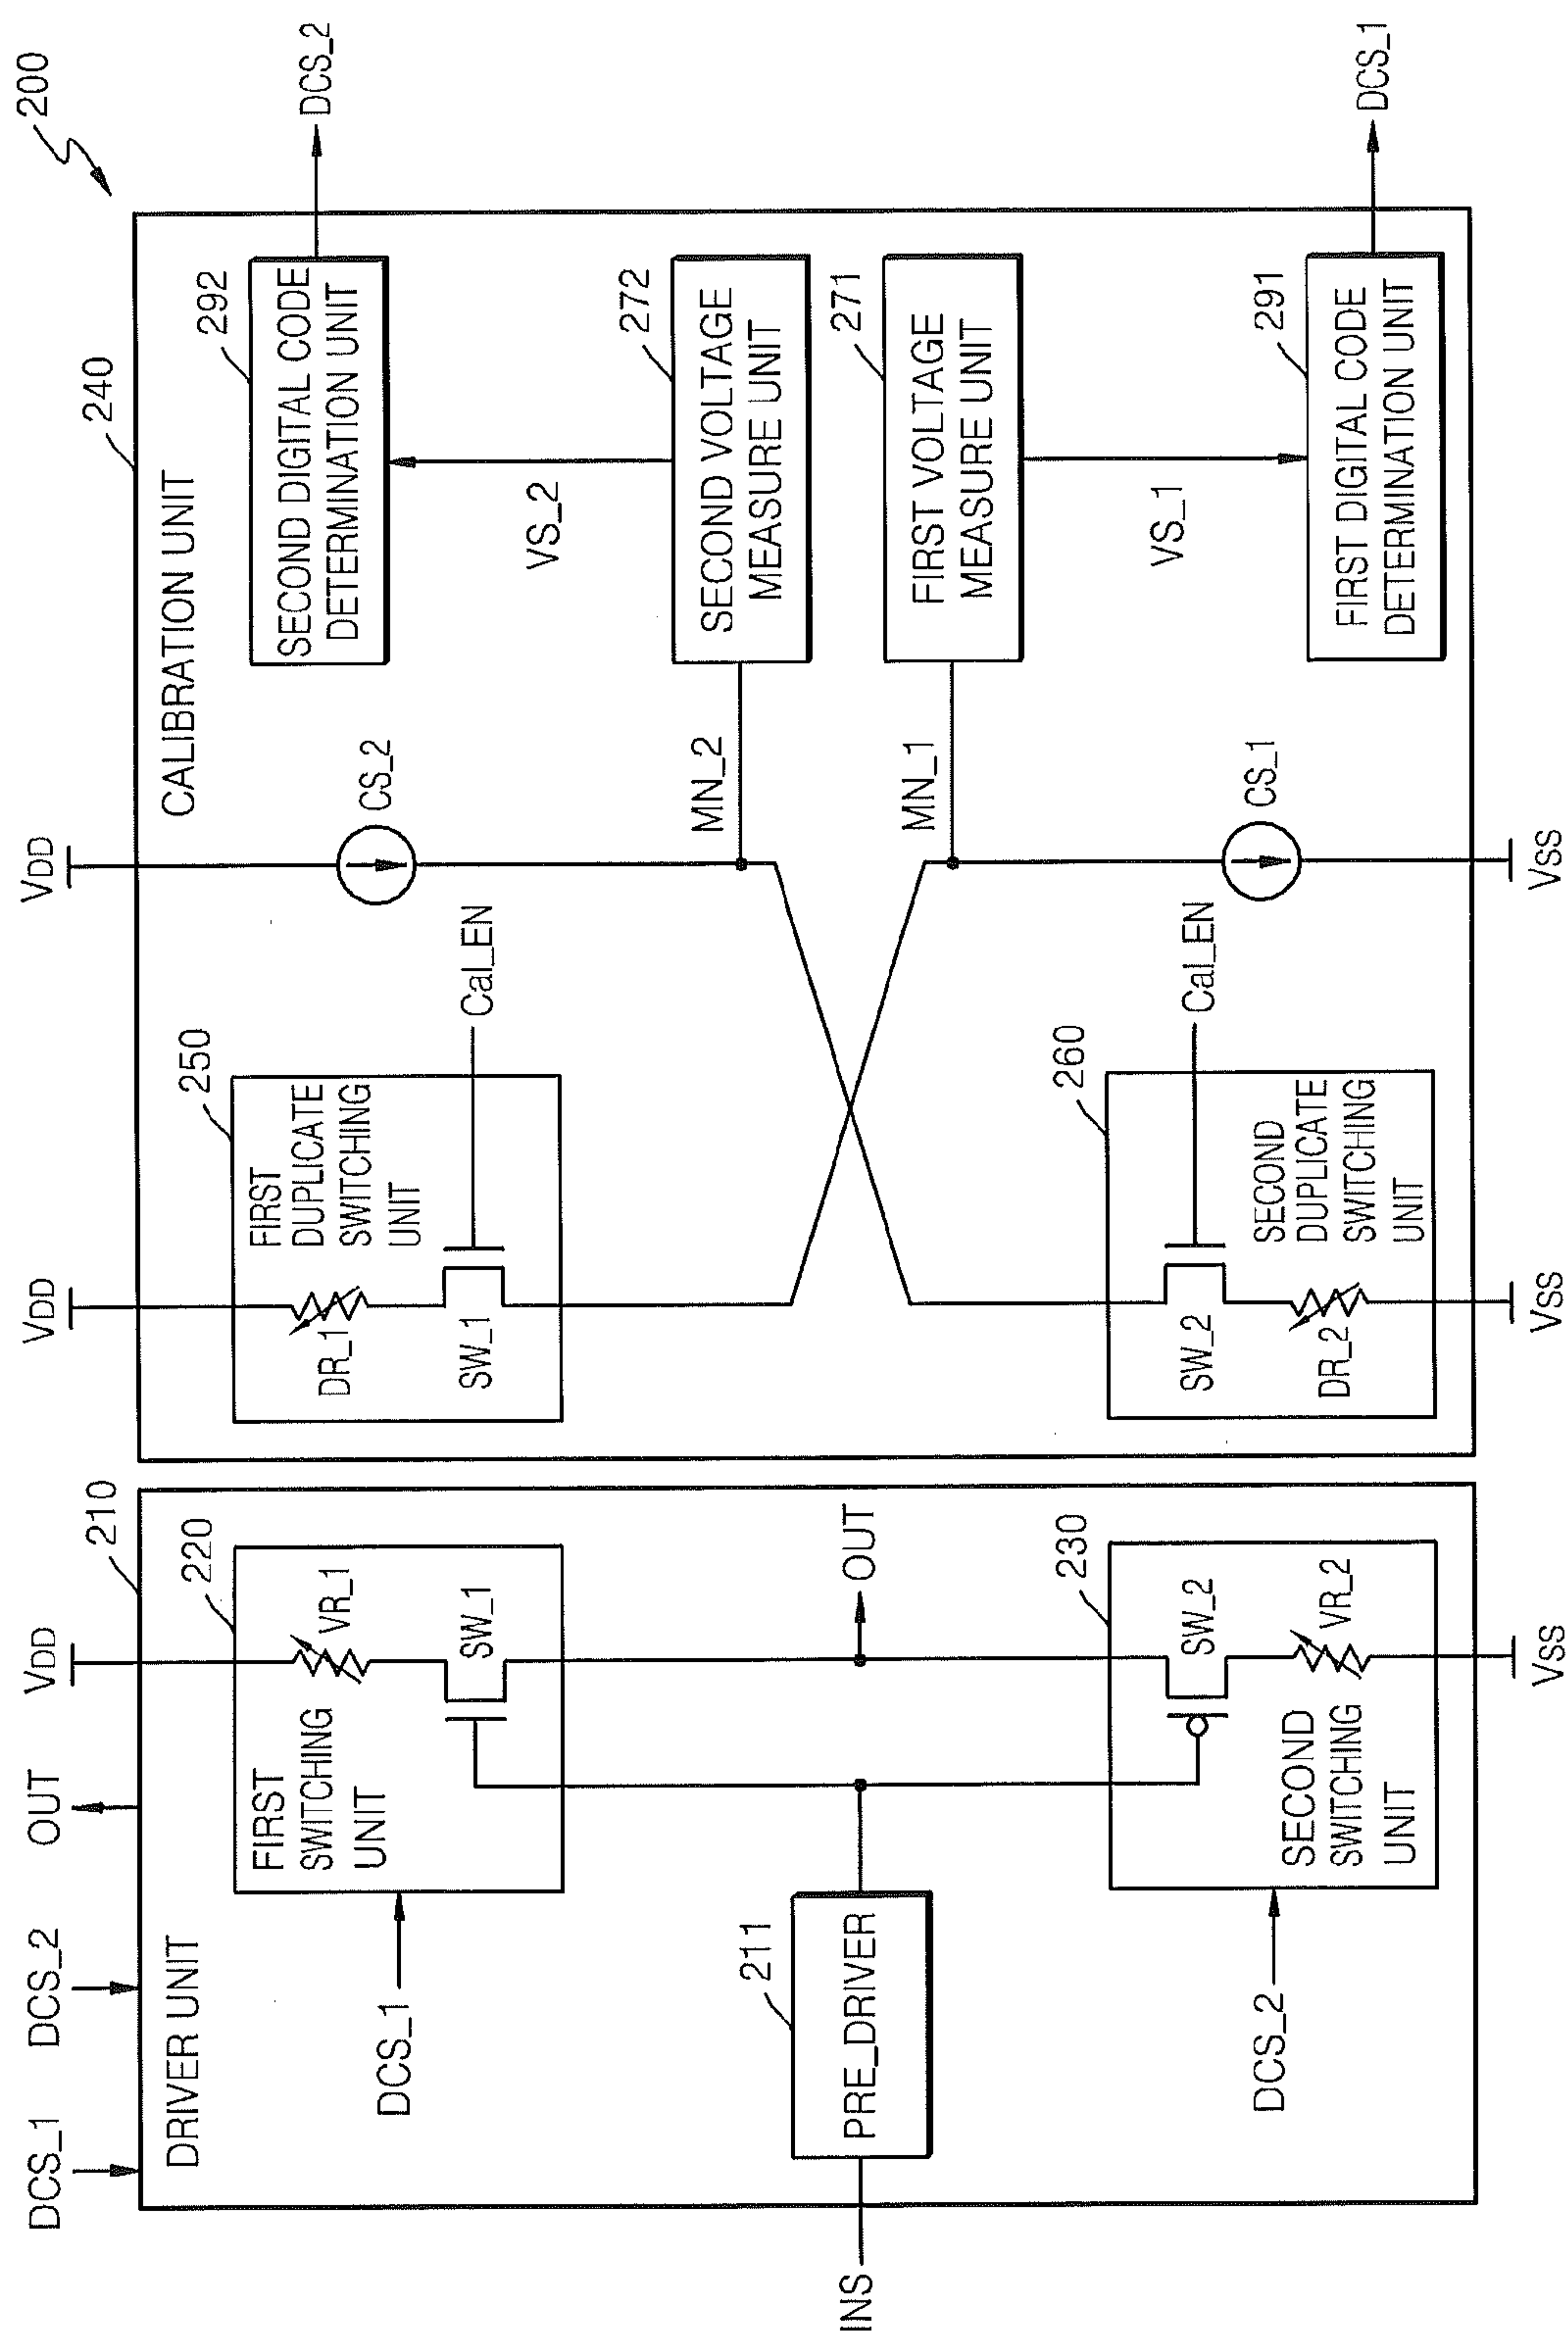 200
DCS_1
DCS_2
OUT
210
DRIVER UNIT
VDD
220
FIRST
SWITCHING
UNIT
VR_1
SW_1
DCS_1
INS
211
PRE_DRIVER
OUT
DCS_2
230
SECOND
SWITCHING
UNIT
SW_2
VR_2
VSS
240
CALIBRATION UNIT
VDD
250
FIRST
DUPLICATE
SWITCHING
UNIT
DR_1
SW_1
Cal_EN
VDD
CS_2
MN_2
MN_1
CS_1
VSS
260
SECOND
DUPLICATE
SWITCHING
UNIT
SW_2
DR_2
Cal_EN
VSS
292
SECOND DIGITAL CODE
DETERMINATION UNIT
DCS_2
VS_2
272
SECOND VOLTAGE
MEASURE UNIT
271
FIRST VOLTAGE
MEASURE UNIT
VS_1
291
FIRST DIGITAL CODE
DETERMINATION UNIT
DCS_1